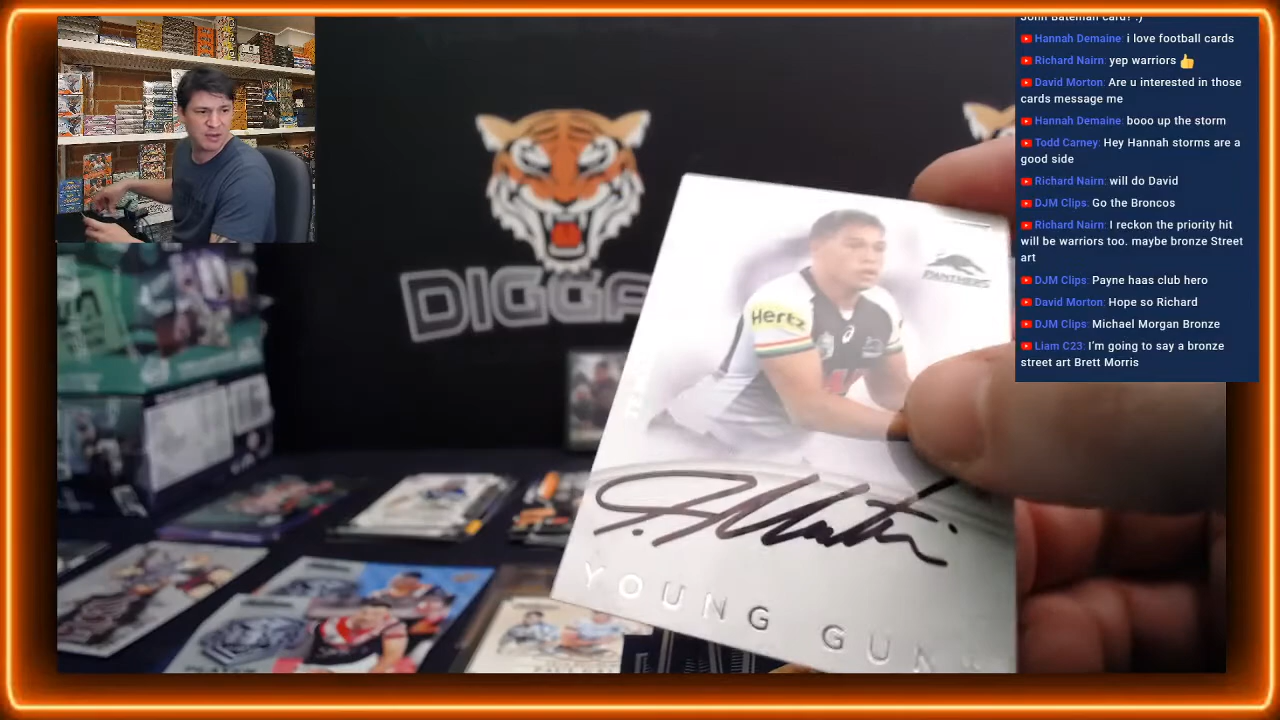 John Bateman card? :)
Hannah Demaine: i love football cards
Richard Nairn: yep warriors 👍
David Morton: Are u interested in those
cards message me
Hannah Demaine: booo up the storm
Todd Carney: Hey Hannah storms are a
good side
Richard Nairn: will do David
DJM Clips: Go the Broncos
Richard Nairn: I reckon the priority hit
will be warriors too. maybe bronze Street
art
DJM Clips: Payne haas club hero
David Morton: Hope so Richard
DJM Clips: Michael Morgan Bronze
Liam C23: I'm going to say a bronze
street art Brett Morris
DIGGA
PANTHERS
Hertz
YOUNG GUN